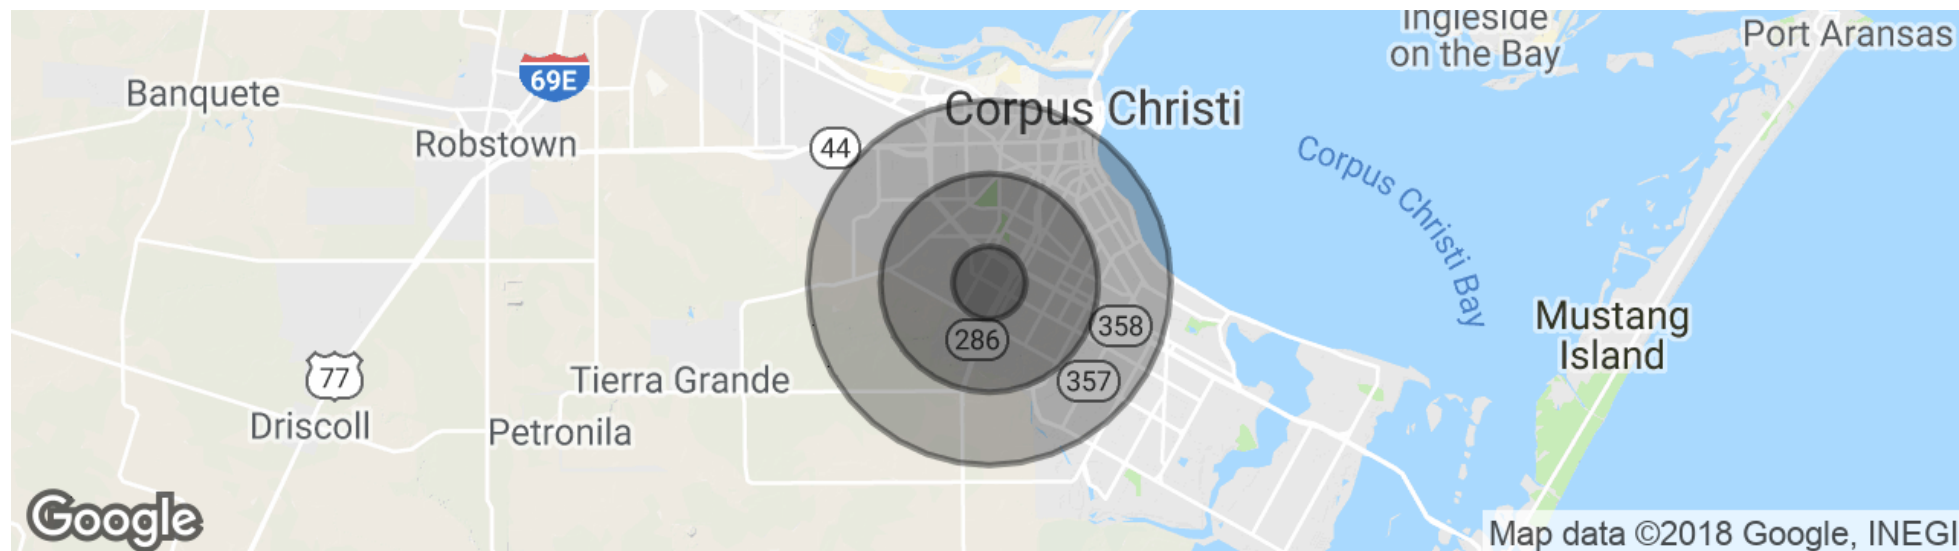 Ingleside
on the Bay
Port Aransas
69E
Banquete
Corpus Christi
Robstown
44
Corpus Christi Bay
286
358
Mustang
Island
77
Tierra Grande
357
Driscoll
Petronila
Google
Map data ©2018 Google, INEGI